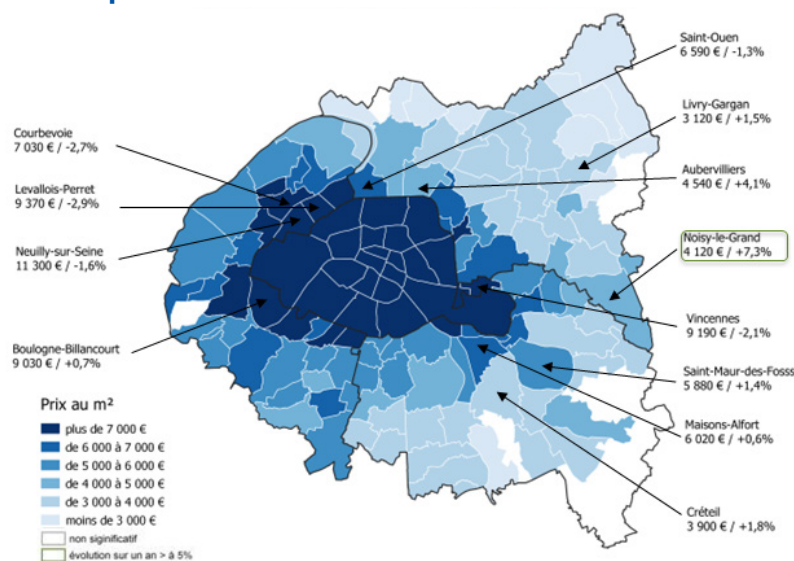 Saint-Ouen
6 590 € / -1,3%
Livry-Gargan
3 120 € / +1,5%
Courbevoie
7 030 € / -2,7%
Aubervilliers
4 540 € / +4,1%
Levallois-Perret
9 370 € / -2,9%
Noisy-le-Grand
4 120 € / +7,3%
Neuilly-sur-Seine
11 300 € / -1,6%
Vincennes
9 190 € / -2,1%
Boulogne-Billancourt
9 030 € / +0,7%
Saint-Maur-des-Fosss
5 880 € / +1,4%
Maisons-Alfort
6 020 € / +0,6%
Créteil
3 900 € / +1,8%
Prix au m²
plus de 7 000 €
de 6 000 à 7 000 €
de 5 000 à 6 000 €
de 4 000 à 5 000 €
de 3 000 à 4 000 €
moins de 3 000 €
non siginificatif
évolution sur un an > à 5%